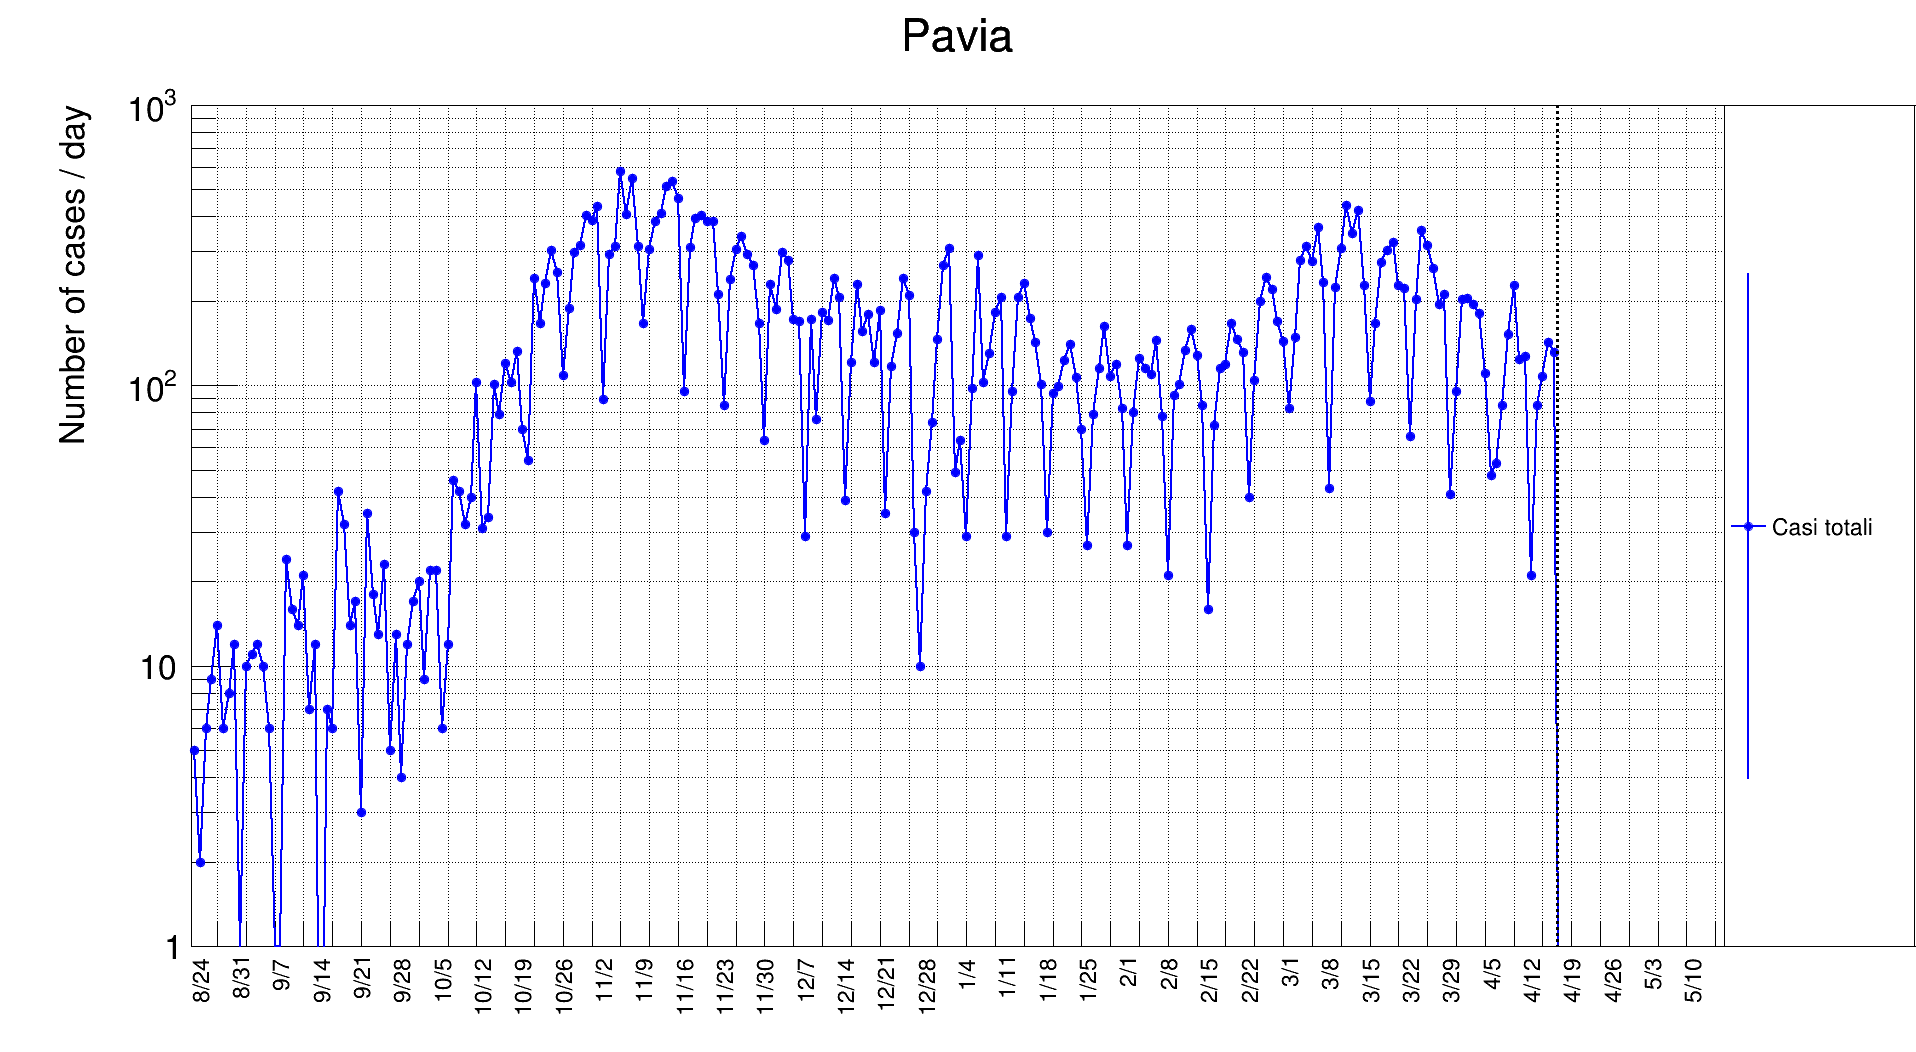 Pavia
Number of cases / day
10³
10²
10
1
8/24 8/31 9/7 9/14 9/21 9/28 10/5 10/12 10/19 10/26 11/2 11/9 11/16 11/23 11/30 12/7 12/14 12/21 12/28 1/4 1/11 1/18 1/25 2/1 2/8 2/15 2/22 3/1 3/8 3/15 3/22 3/29 4/5 4/12 4/19 4/26 5/3 5/10
Casi totali